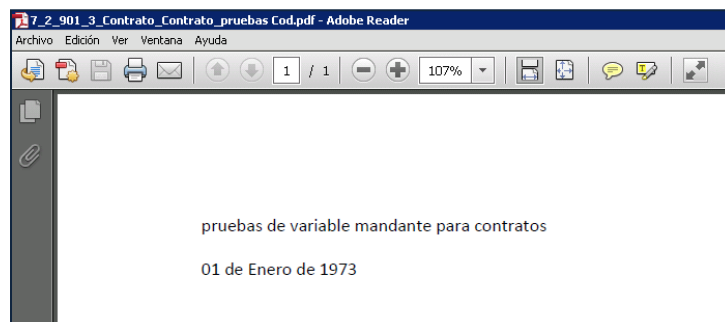 7_2_901_3_Contrato_Contrato_pruebas Cod.pdf - Adobe Reader
Archivo Edición Ver Ventana Ayuda
1 / 1 107%
pruebas de variable mandante para contratos
01 de Enero de 1973